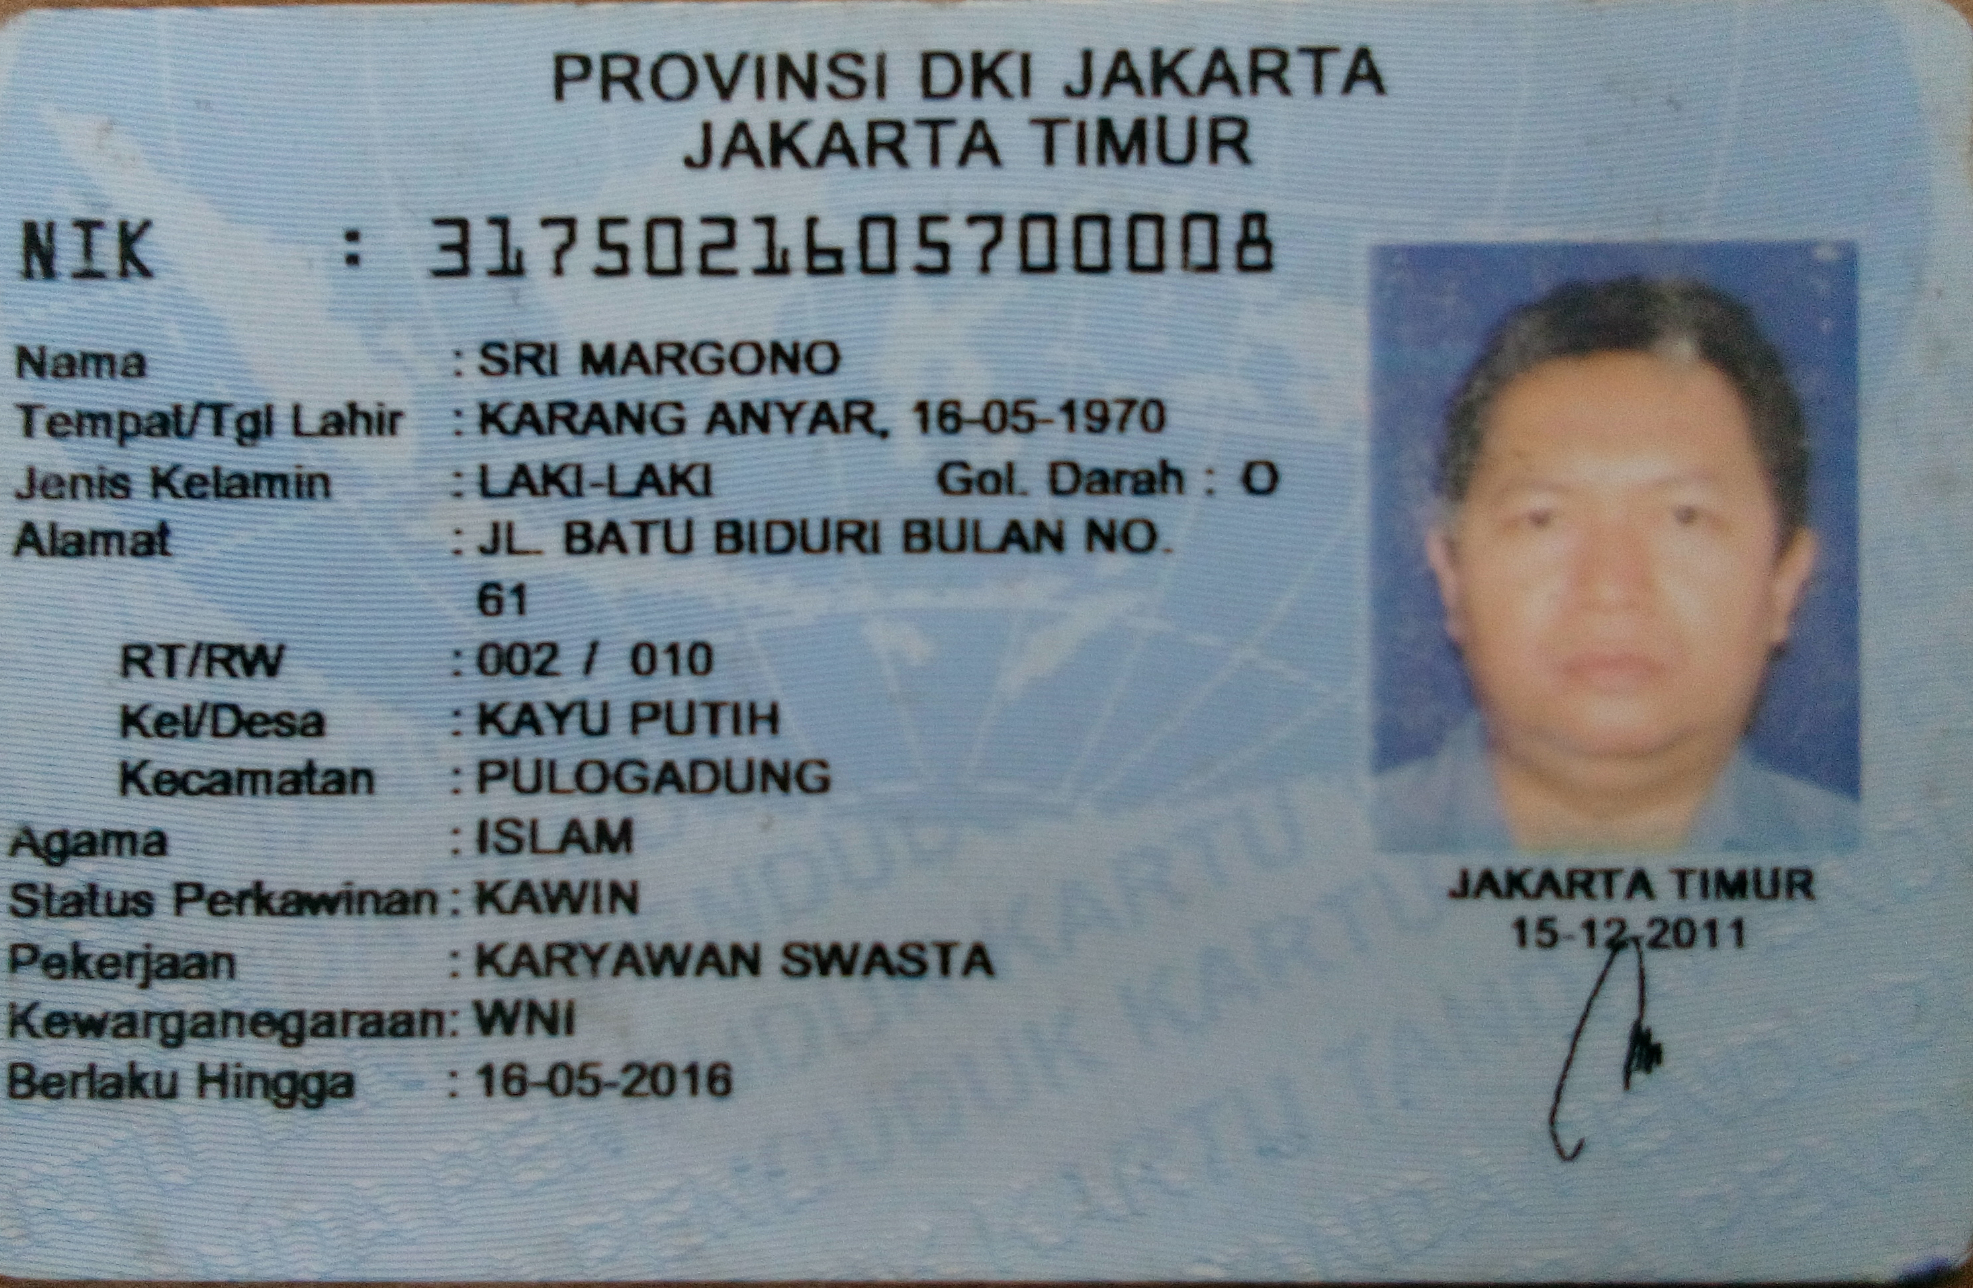 PROVINSI DKI JAKARTA
JAKARTA TIMUR
NIK : 3175021605700008
Nama : SRI MARGONO
Tempat/Tgl Lahir : KARANG ANYAR, 16-05-1970
Jenis Kelamin : LAKI-LAKI Gol. Darah : O
Alamat : JL. BATU BIDURI BULAN NO.
61
RT/RW : 002 / 010
Kel/Desa : KAYU PUTIH
Kecamatan : PULOGADUNG
Agama : ISLAM
Status Perkawinan : KAWIN
Pekerjaan : KARYAWAN SWASTA
Kewarganegaraan : WNI
Berlaku Hingga : 16-05-2016
JAKARTA TIMUR
15-12-2011